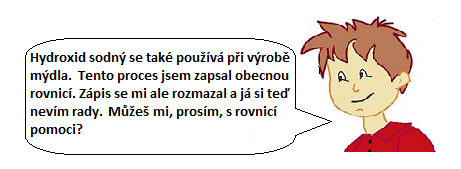 Hydroxid sodný se také používá při výrobě
mýdla.  Tento proces jsem zapsal obecnou
rovnicí. Zápis se mi ale rozmazal a já si teď
nevím rady.  Můžeš mi, prosím, s rovnicí
pomoci?